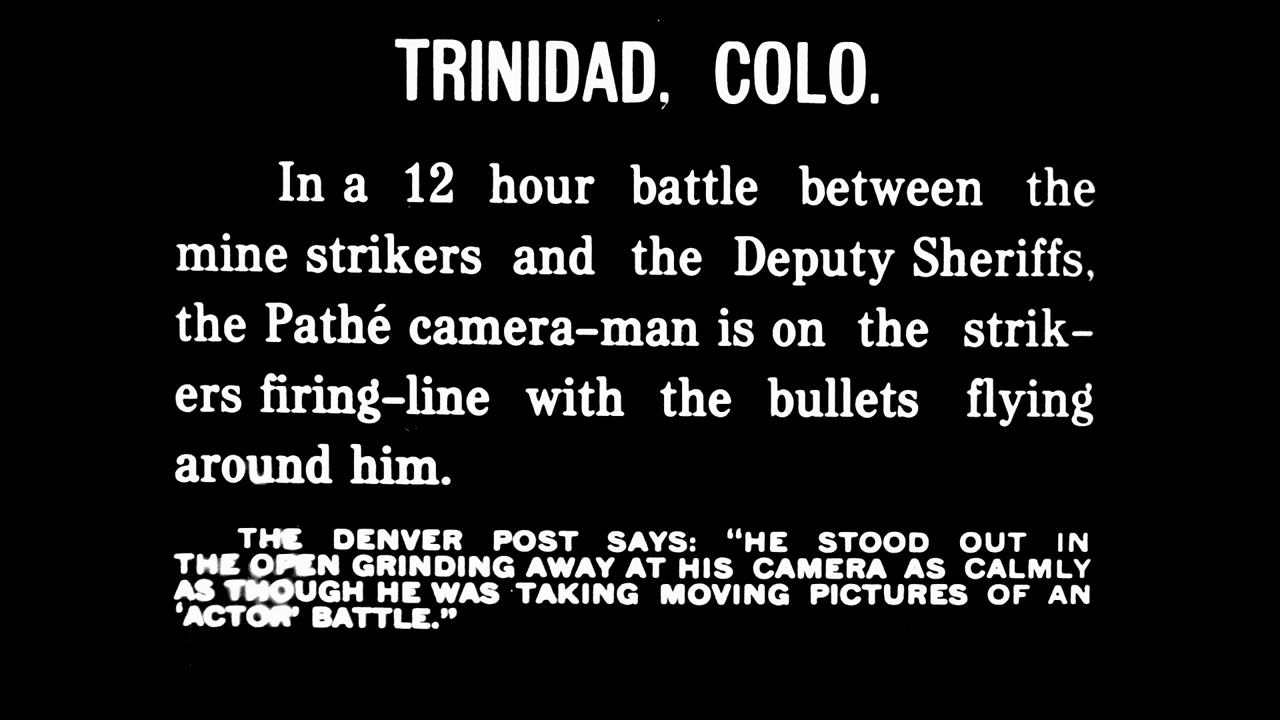 TRINIDAD, COLO.
In a 12 hour battle between the
mine strikers and the Deputy Sheriffs,
the Pathé camera-man is on the strik-
ers firing-line with the bullets flying
around him.
THE DENVER POST SAYS: "HE STOOD OUT IN
THE OPEN GRINDING AWAY AT HIS CAMERA AS CALMLY
AS THOUGH HE WAS TAKING MOVING PICTURES OF AN
'ACTOR' BATTLE."